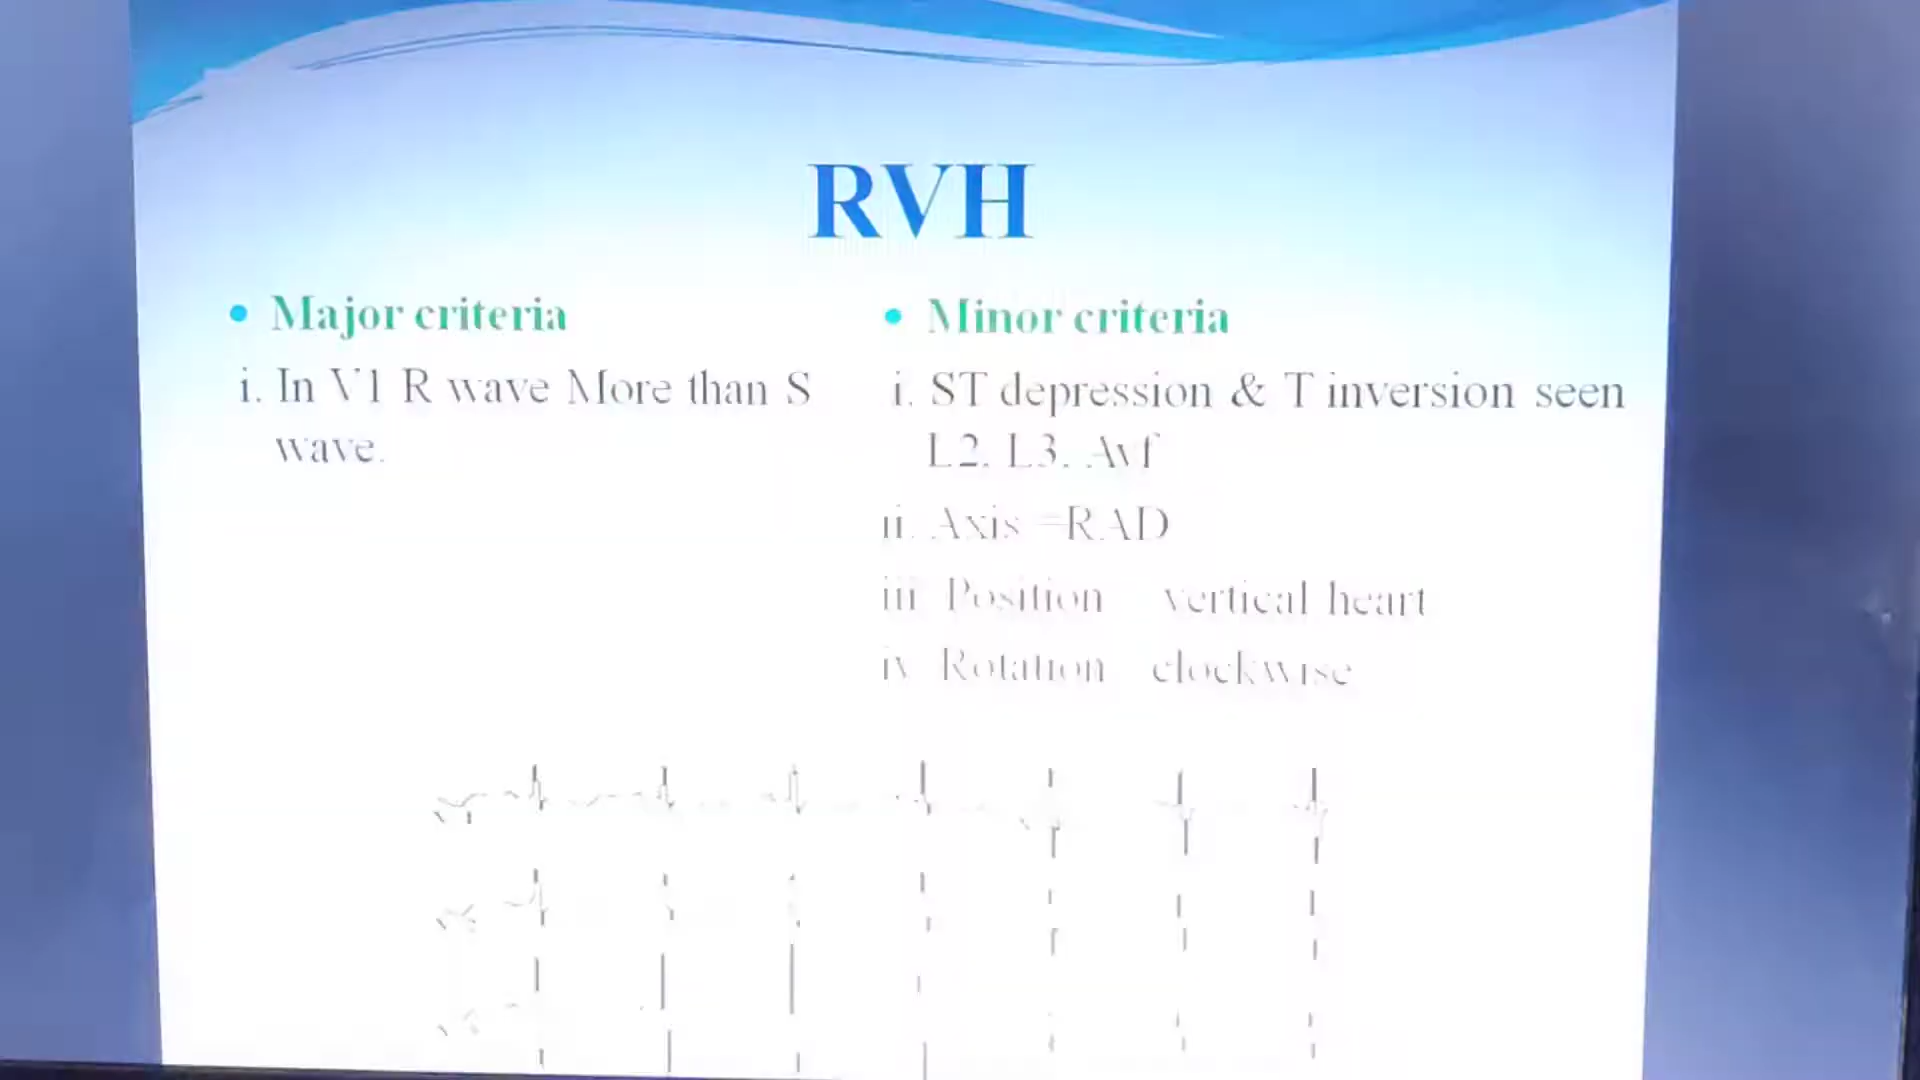 RVH
• Major criteria
i. In V1 R wave More than S
wave.
• Minor criteria
i. ST depression & T inversion seen
L2, L3, Avf
ii. Axis =RAD
iii Position vertical heart
iv Rotation clockwise